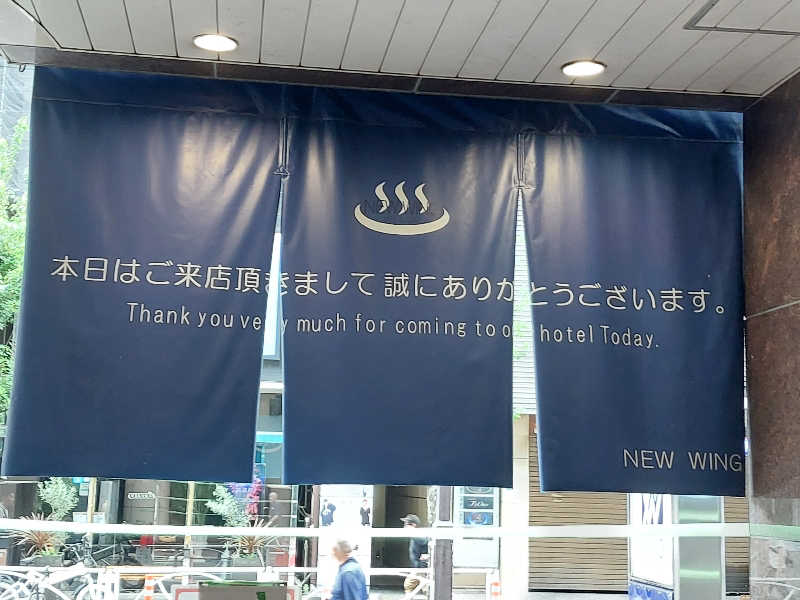 本日はご来店頂きまして 誠にありがとうございます。
Thank you very much for coming to our hotel Today.
NEW WING